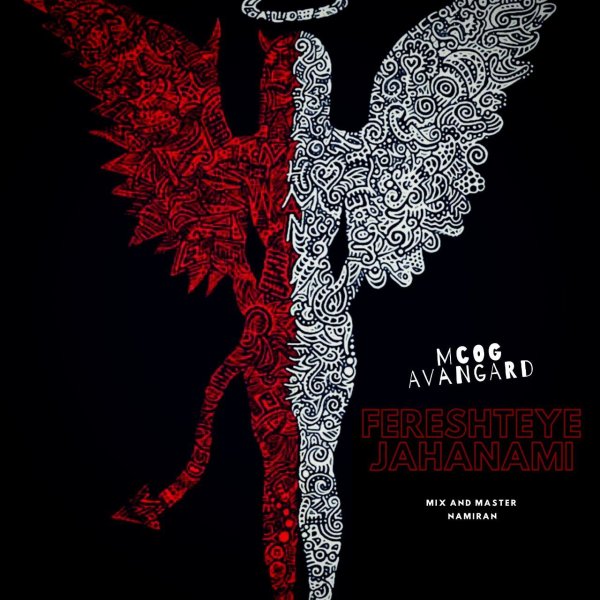 MCOG
AVANGARD
FERESHTEYE
JAHANAMI
MIX AND MASTER
NAMIRAN